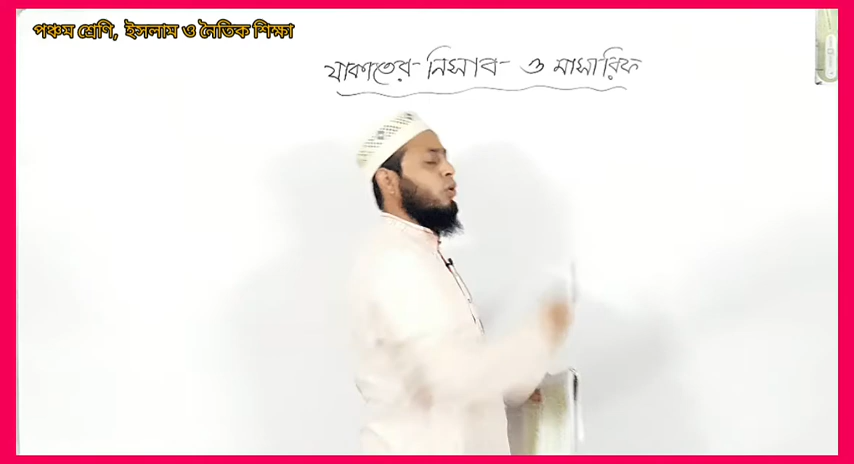 পঞ্চম শ্রেণি, ইসলাম ও নৈতিক শিক্ষা
যাকাতের নিসাব ও মাসারিফ